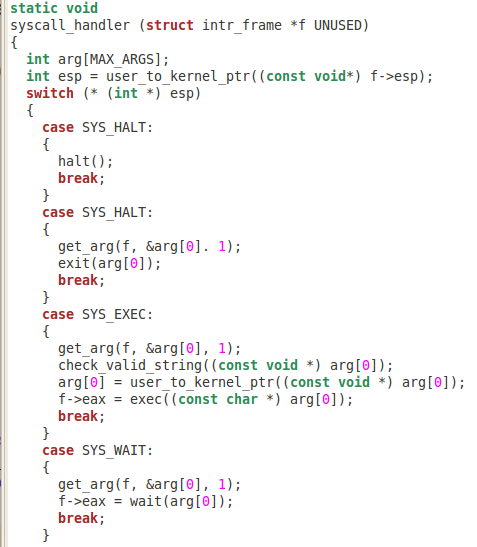 static void
syscall_handler (struct intr_frame *f UNUSED)
{
  int arg[MAX_ARGS];
  int esp = user_to_kernel_ptr((const void*) f->esp);
  switch (* (int *) esp)
  {
    case SYS_HALT:
    {
      halt();
      break;
    }
    case SYS_HALT:
    {
      get_arg(f, &arg[0]. 1);
      exit(arg[0]);
      break;
    }
    case SYS_EXEC:
    {
      get_arg(f, &arg[0], 1);
      check_valid_string((const void *) arg[0]);
      arg[0] = user_to_kernel_ptr((const void *) arg[0]);
      f->eax = exec((const char *) arg[0]);
      break;
    }
    case SYS_WAIT:
    {
      get_arg(f, &arg[0], 1);
      f->eax = wait(arg[0]);
      break;
    }